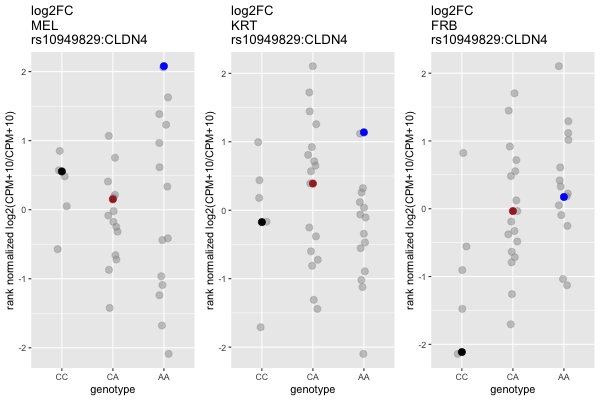 log2FC
MEL
rs10949829:CLDN4
rank normalized log2(CPM+10/CPM+10)
2
1
0
-1
-2
CC
CA
AA
genotype
log2FC
KRT
rs10949829:CLDN4
rank normalized log2(CPM+10/CPM+10)
2
1
0
-1
-2
CC
CA
AA
genotype
log2FC
FRB
rs10949829:CLDN4
rank normalized log2(CPM+10/CPM+10)
2
1
0
-1
-2
CC
CA
AA
genotype